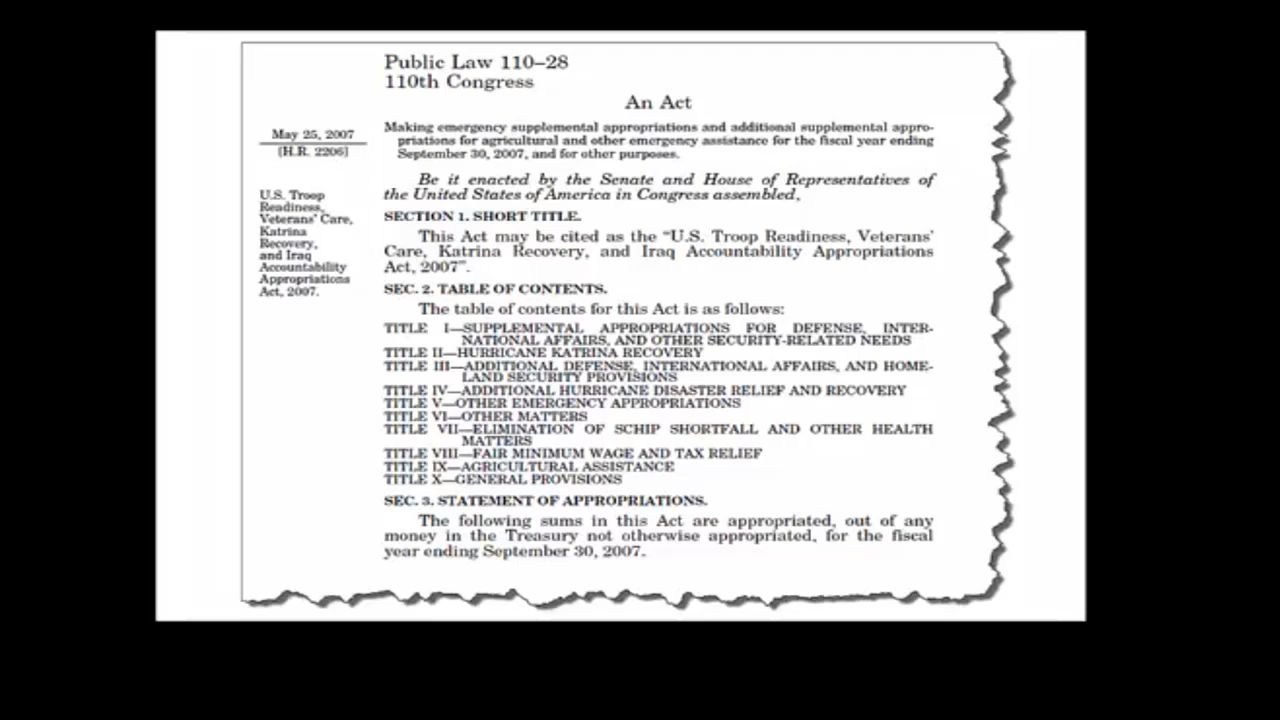 Public Law 110–28
110th Congress
An Act
May 25, 2007
[H.R. 2206]
Making emergency supplemental appropriations and additional supplemental appro-
priations for agricultural and other emergency assistance for the fiscal year ending
September 30, 2007, and for other purposes.
Be it enacted by the Senate and House of Representatives of
the United States of America in Congress assembled,
U.S. Troop
Readiness,
Veterans' Care,
Katrina
Recovery,
and Iraq
Accountability
Appropriations
Act, 2007.
SECTION 1. SHORT TITLE.
This Act may be cited as the “U.S. Troop Readiness, Veterans’
Care, Katrina Recovery, and Iraq Accountability Appropriations
Act, 2007”.
SEC. 2. TABLE OF CONTENTS.
The table of contents for this Act is as follows:
TITLE I—SUPPLEMENTAL APPROPRIATIONS FOR DEFENSE, INTER-
NATIONAL AFFAIRS, AND OTHER SECURITY-RELATED NEEDS
TITLE II—HURRICANE KATRINA RECOVERY
TITLE III—ADDITIONAL DEFENSE, INTERNATIONAL AFFAIRS, AND HOME-
LAND SECURITY PROVISIONS
TITLE IV—ADDITIONAL HURRICANE DISASTER RELIEF AND RECOVERY
TITLE V—OTHER EMERGENCY APPROPRIATIONS
TITLE VI—OTHER MATTERS
TITLE VII—ELIMINATION OF SCHIP SHORTFALL AND OTHER HEALTH
MATTERS
TITLE VIII—FAIR MINIMUM WAGE AND TAX RELIEF
TITLE IX—AGRICULTURAL ASSISTANCE
TITLE X—GENERAL PROVISIONS
SEC. 3. STATEMENT OF APPROPRIATIONS.
The following sums in this Act are appropriated, out of any
money in the Treasury not otherwise appropriated, for the fiscal
year ending September 30, 2007.